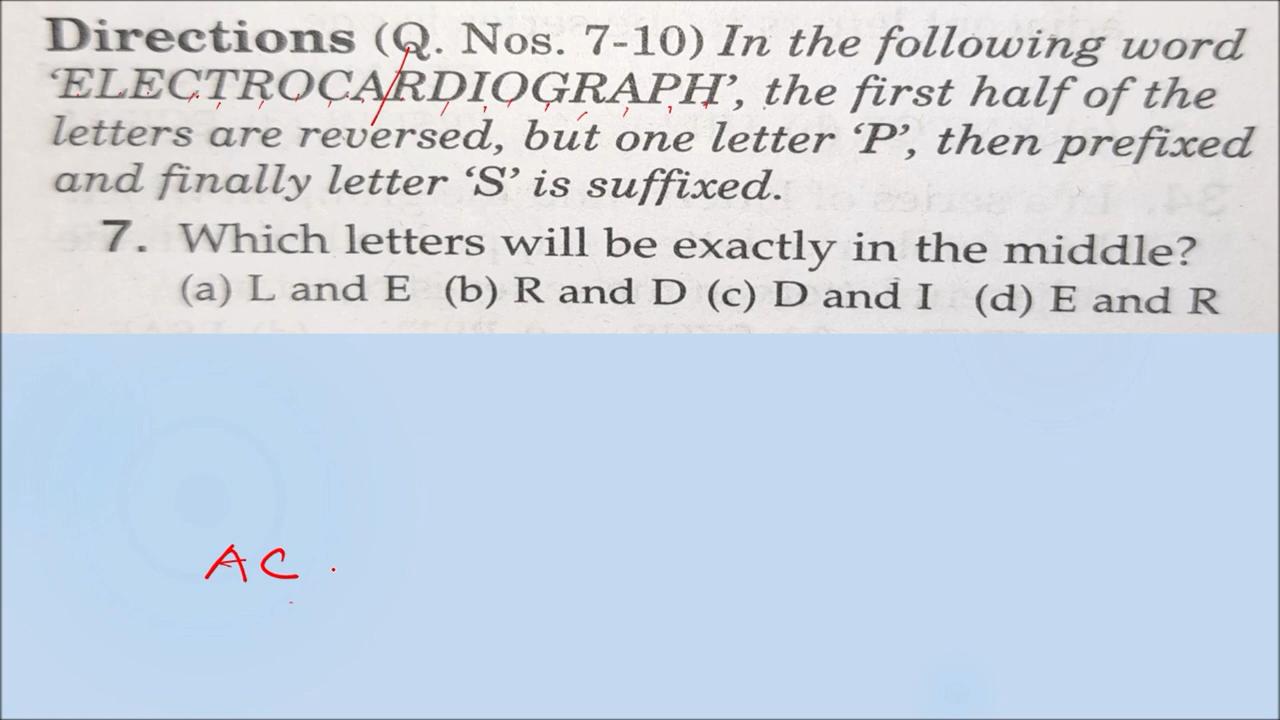 Directions (Q. Nos. 7-10) In the following word
'ELECTROCARDIOGRAPH', the first half of the
letters are reversed, but one letter 'P', then prefixed
and finally letter 'S' is suffixed.
7. Which letters will be exactly in the middle?
(a) L and E (b) R and D (c) D and I (d) E and R
AC